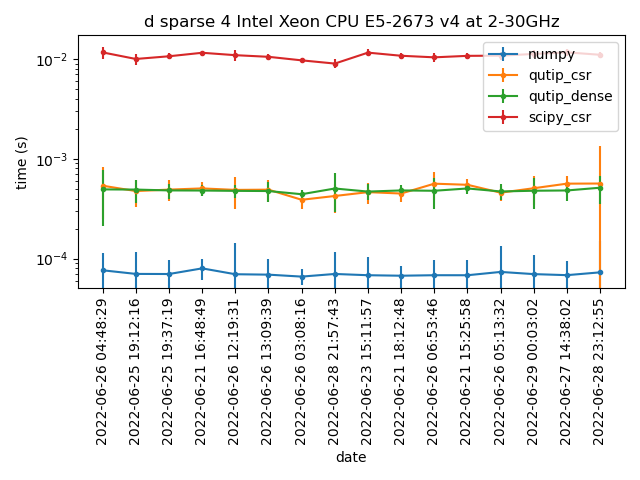 d sparse 4 Intel Xeon CPU E5-2673 v4 at 2-30GHz
numpy
qutip_csr
qutip_dense
scipy_csr
time (s)
10⁻²
10⁻³
10⁻⁴
2022-06-26 04:48:29
2022-06-25 19:12:16
2022-06-25 19:37:19
2022-06-21 16:48:49
2022-06-26 12:19:31
2022-06-26 13:09:39
2022-06-26 03:08:16
2022-06-28 21:57:43
2022-06-23 15:11:57
2022-06-21 18:12:48
2022-06-26 06:53:46
2022-06-21 15:25:58
2022-06-26 05:13:32
2022-06-29 00:03:02
2022-06-27 14:38:02
2022-06-28 23:12:55
date